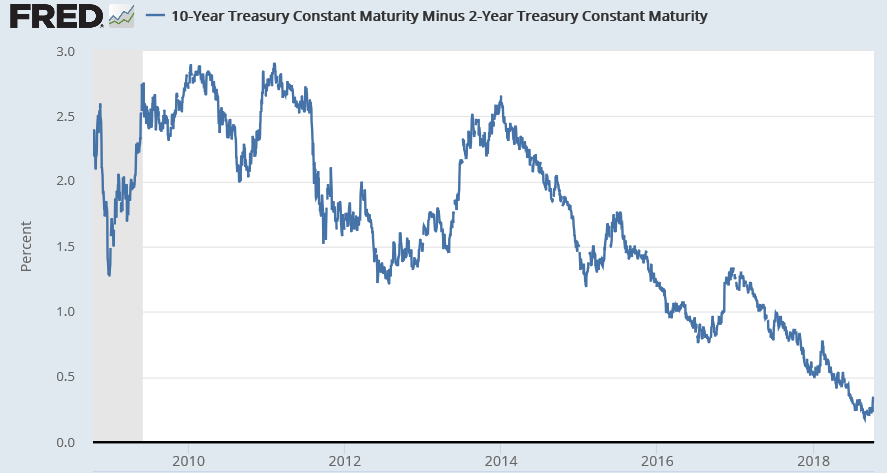 FRED 10-Year Treasury Constant Maturity Minus 2-Year Treasury Constant Maturity
3.0
2.5
2.0
1.5
1.0
0.5
0.0
Percent
2010 2012 2014 2016 2018